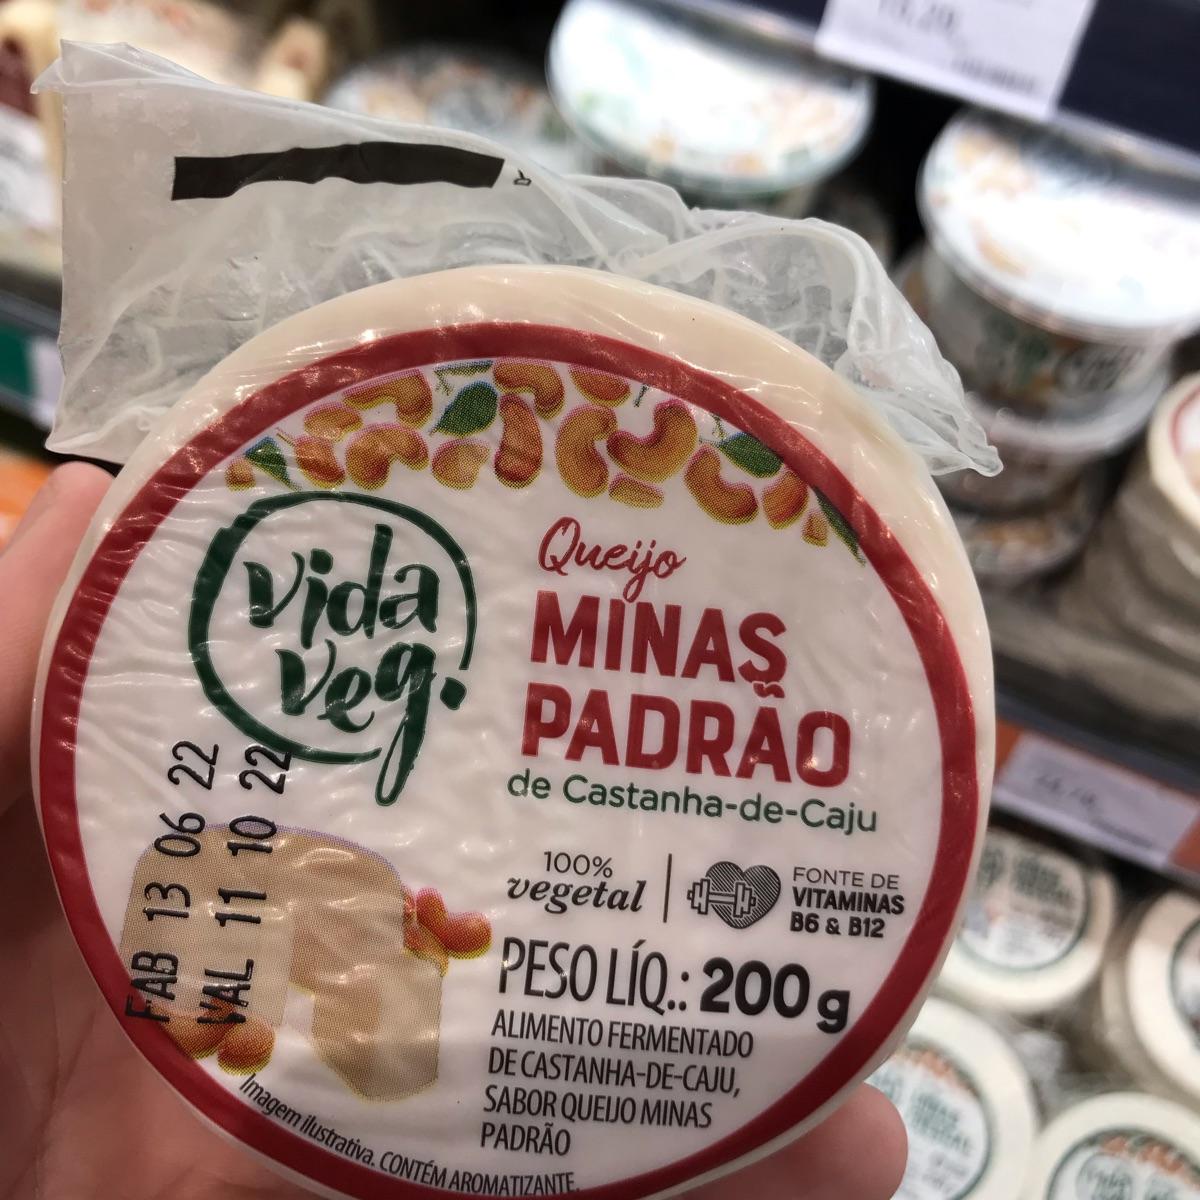 vida
veg.
Queijo
MINAS
PADRÃO
de Castanha-de-Caju
100%
vegetal
FONTE DE
VITAMINAS
B6 & B12
PESO LÍQ.: 200 g
ALIMENTO FERMENTADO
DE CASTANHA-DE-CAJU,
SABOR QUEIJO MINAS
PADRÃO
FAB 13 06 22
VAL 11 10 22
Imagem ilustrativa. CONTÉM AROMATIZANTE.